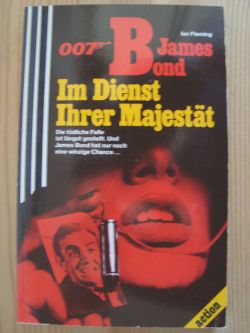 Ian Fleming
007 James
Bond
Im Dienst
Ihrer Majestät
Die tödliche Falle
ist längst gestellt. Und
James Bond hat nur noch
eine winzige Chance...
action